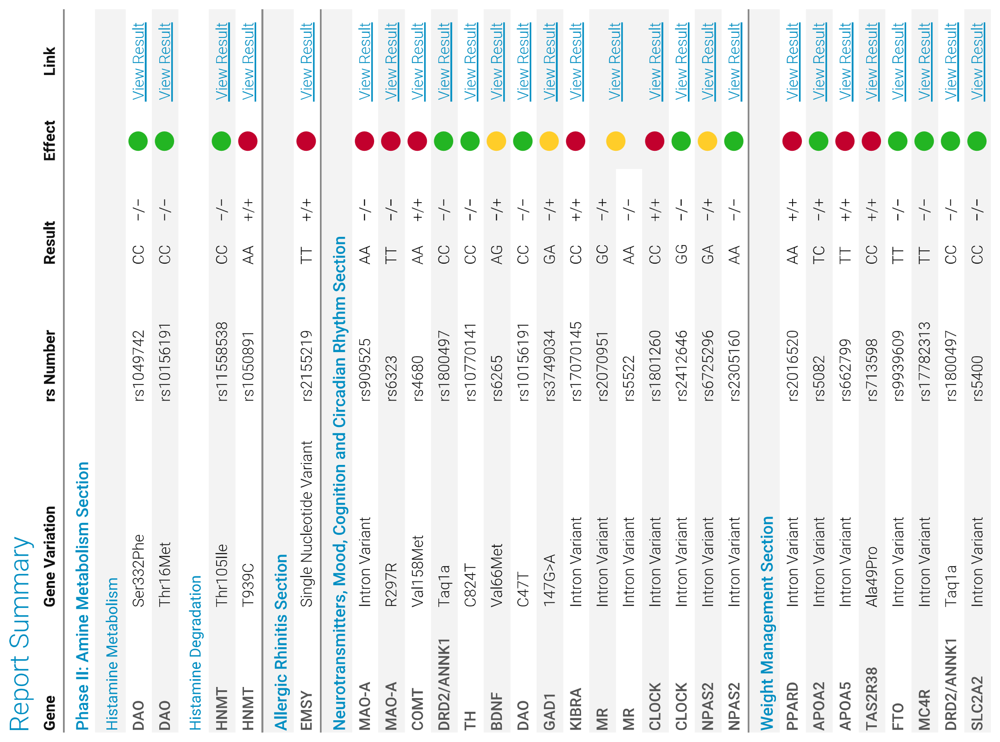 Report Summary
Gene Gene Variation rs Number Result Effect Link
Phase II: Amine Metabolism Section
Histamine Metabolism
DAO Ser332Phe rs1049742 CC −/− View Result
DAO Thr16Met rs10156191 CC −/− View Result
Histamine Degradation
HNMT Thr105Ile rs11558538 CC −/− View Result
HNMT T939C rs1050891 AA +/+ View Result
Allergic Rhinitis Section
EMSY Single Nucleotide Variant rs2155219 TT +/+ View Result
Neurotransmitters, Mood, Cognition and Circadian Rhythm Section
MAO-A Intron Variant rs909525 AA −/− View Result
MAO-A R297R rs6323 TT −/− View Result
COMT Val158Met rs4680 AA +/+ View Result
DRD2/ANNK1 Taq1a rs1800497 CC −/− View Result
TH C824T rs10770141 CC −/− View Result
BDNF Val66Met rs6265 AG −/+ View Result
DAO C47T rs10156191 CC −/− View Result
GAD1 147G>A rs3749034 GA −/+ View Result
KIBRA Intron Variant rs17070145 CC +/+ View Result
MR Intron Variant rs2070951 GC −/+ View Result
MR Intron Variant rs5522 AA −/−
CLOCK Intron Variant rs1801260 CC +/+ View Result
CLOCK Intron Variant rs2412646 GG −/− View Result
NPAS2 Intron Variant rs6725296 GA −/+ View Result
NPAS2 Intron Variant rs2305160 AA −/− View Result
Weight Management Section
PPARD Intron Variant rs2016520 AA +/+ View Result
APOA2 Intron Variant rs5082 TC −/+ View Result
APOA5 Intron Variant rs662799 TT +/+ View Result
TAS2R38 Ala49Pro rs713598 CC +/+ View Result
FTO Intron Variant rs9939609 TT −/− View Result
MC4R Intron Variant rs17782313 TT −/− View Result
DRD2/ANNK1 Taq1a rs1800497 CC −/− View Result
SLC2A2 Intron Variant rs5400 CC −/− View Result